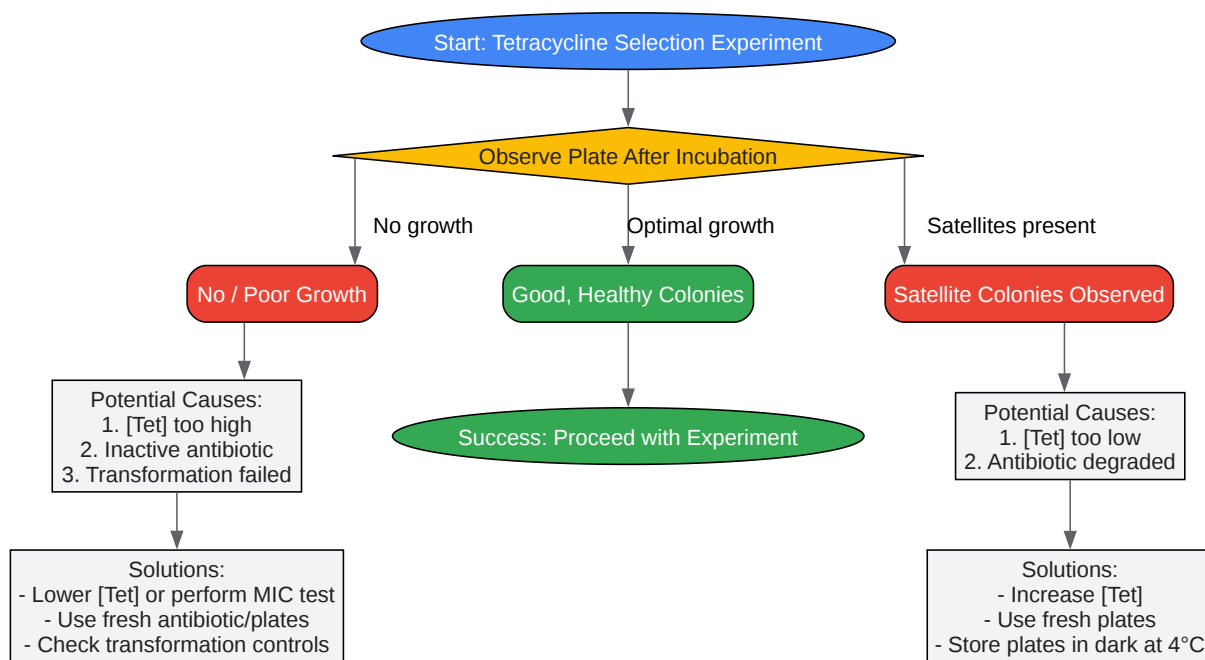 Start: Tetracycline Selection Experiment
Observe Plate After Incubation
No growth
Optimal growth
Satellites present
No / Poor Growth
Good, Healthy Colonies
Satellite Colonies Observed
Potential Causes:
1. [Tet] too high
2. Inactive antibiotic
3. Transformation failed
Success: Proceed with Experiment
Potential Causes:
1. [Tet] too low
2. Antibiotic degraded
Solutions:
- Lower [Tet] or perform MIC test
- Use fresh antibiotic/plates
- Check transformation controls
Solutions:
- Increase [Tet]
- Use fresh plates
- Store plates in dark at 4°C